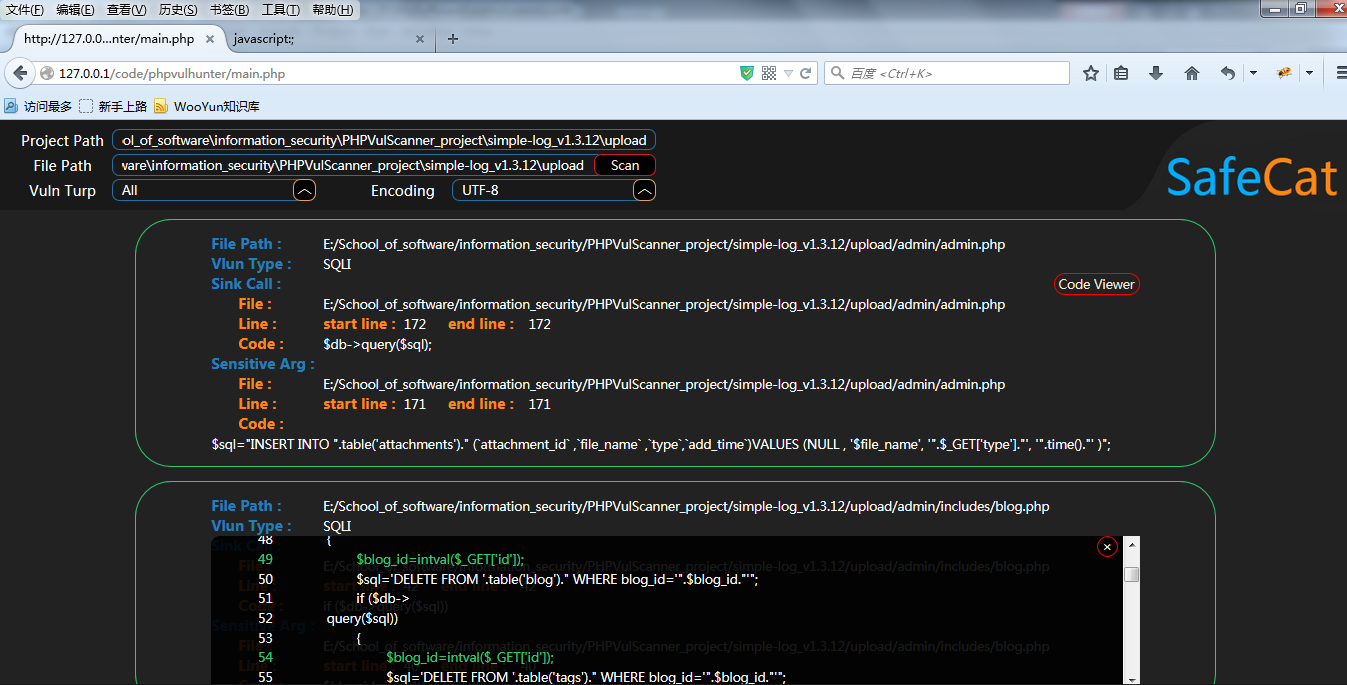 文件(F) 编辑(E) 查看(V) 历史(S) 书签(B) 工具(T) 帮助(H)
http://127.0.0...nter/main.php × javascript:; × +
127.0.0.1/code/phpvulhunter/main.php 百度 <Ctrl+K>
访问最多 新手上路 WooYun知识库
Project Path ol_of_software\information_security\PHPVulScanner_project\simple-log_v1.3.12\upload
File Path vare\information_security\PHPVulScanner_project\simple-log_v1.3.12\upload Scan
Vuln Turp All Encoding UTF-8
SafeCat
File Path : E:/School_of_software/information_security/PHPVulScanner_project/simple-log_v1.3.12/upload/admin/admin.php
Vlun Type : SQLI
Sink Call :
Code Viewer
File : E:/School_of_software/information_security/PHPVulScanner_project/simple-log_v1.3.12/upload/admin/admin.php
Line : start line : 172 end line : 172
Code : $db->query($sql);
Sensitive Arg :
File : E:/School_of_software/information_security/PHPVulScanner_project/simple-log_v1.3.12/upload/admin/admin.php
Line : start line : 171 end line : 171
Code :
$sql="INSERT INTO ".table('attachments')." (`attachment_id` ,`file_name` ,`type`,`add_time`)VALUES (NULL , '$file_name', '".$_GET['type']."', '".time()."' )";
File Path : E:/School_of_software/information_security/PHPVulScanner_project/simple-log_v1.3.12/upload/admin/includes/blog.php
Vlun Type : SQLI
48 {
49 $blog_id=intval($_GET['id']);
50 $sql='DELETE FROM '.table('blog')." WHERE blog_id='".$blog_id."'";
51 if ($db->
52 query($sql))
53 {
54 $blog_id=intval($_GET['id']);
55 $sql='DELETE FROM '.table('tags')." WHERE blog_id='".$blog_id."'";